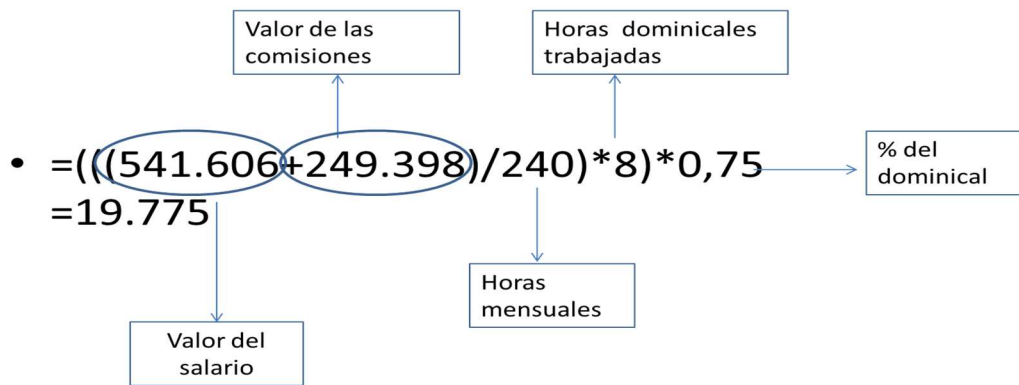 Valor de las
comisiones
Horas dominicales
trabajadas
• =(((541.606+249.398)/240)*8)*0,75
=19.775
% del
dominical
Horas
mensuales
Valor del
salario